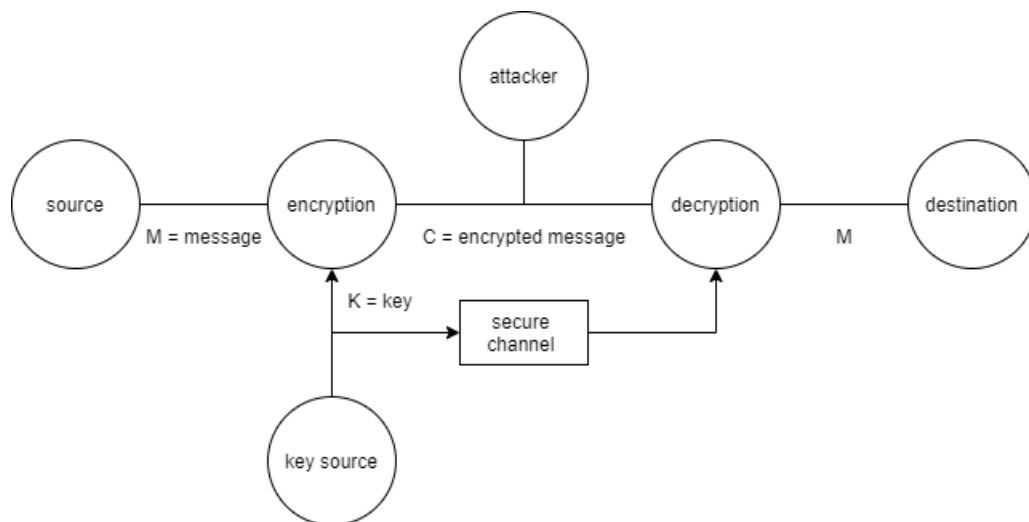 attacker
source
encryption
decryption
destination
M = message
C = encrypted message
M
K = key
secure
channel
key source